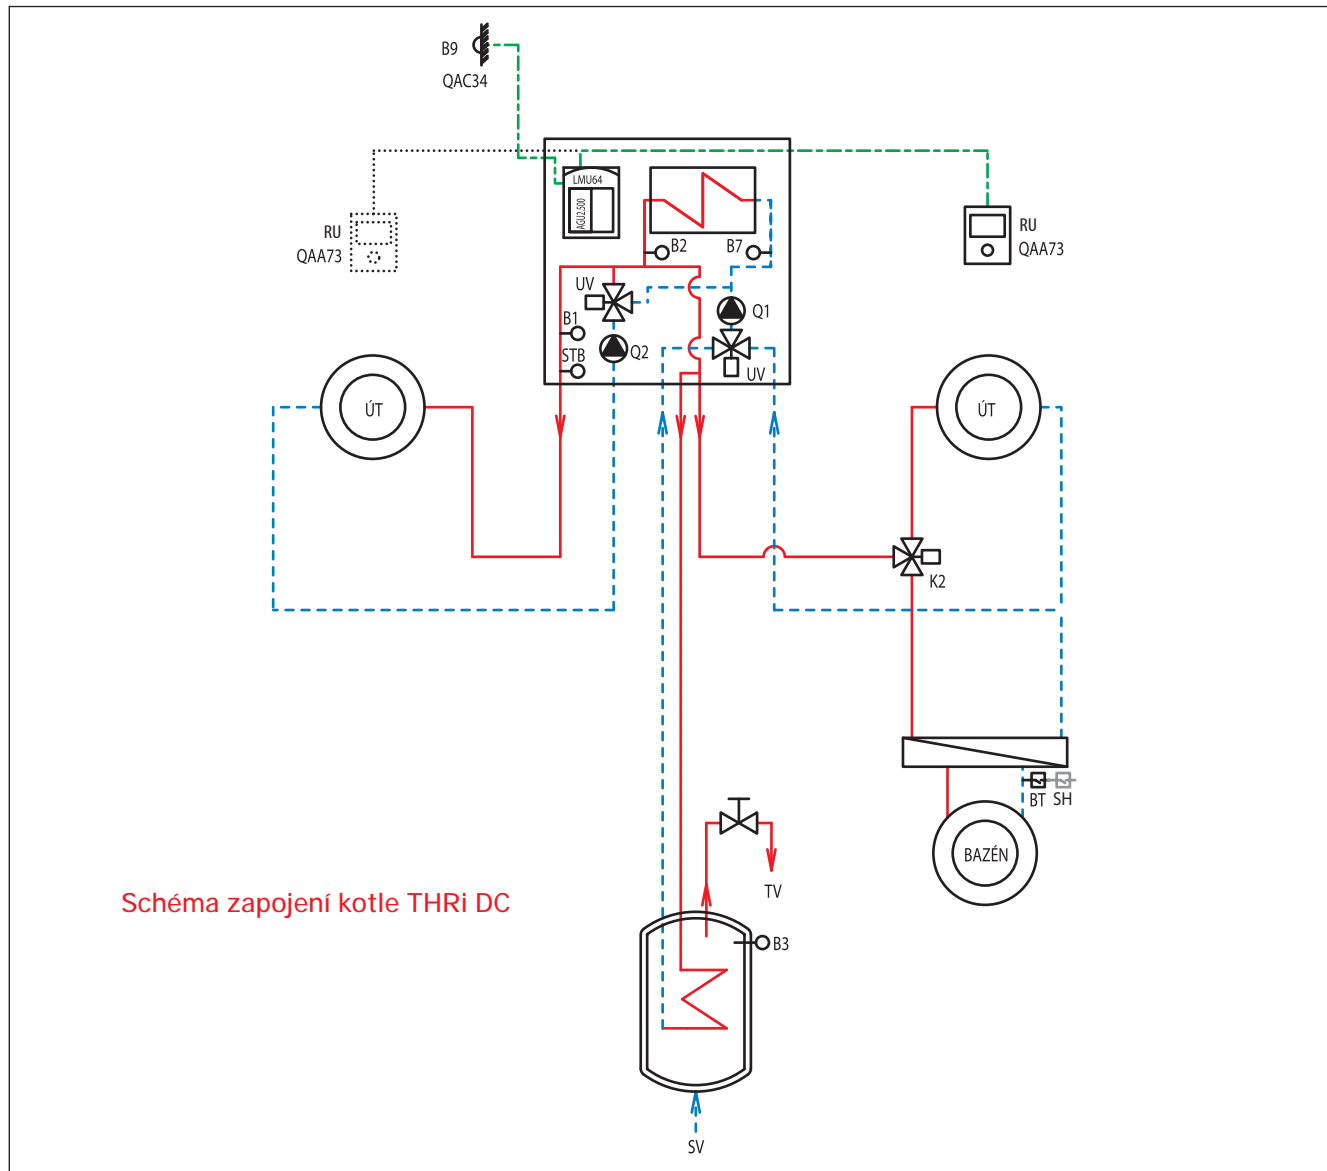 B9
QAC34
LMU64
AGU2.500
RU
QAA73
RU
QAA73
B2
B7
UV
Q1
B1
Q2
STB
UV
ÚT
ÚT
K2
BT
SH
BAZÉN
TV
Schéma zapojení kotle THRi DC
B3
SV